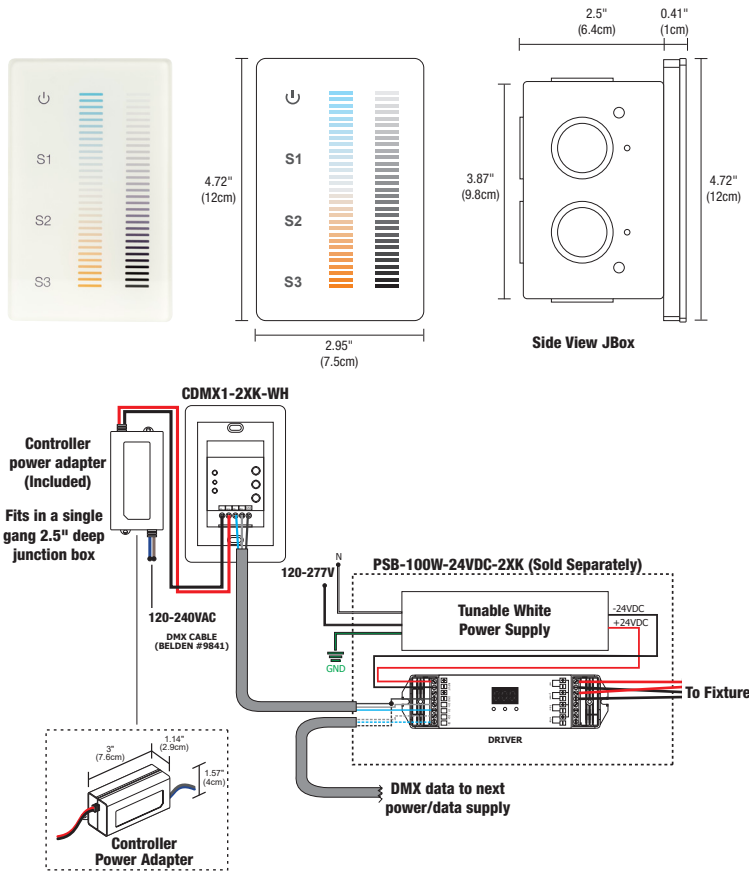 S1
S2
S3
4.72"
(12cm)
S1
S2
S3
2.95"
(7.5cm)
2.5"
(6.4cm)
0.41"
(1cm)
3.87"
(9.8cm)
4.72"
(12cm)
Side View JBox
CDMX1-2XK-WH
Controller
power adapter
(Included)
Fits in a single
gang 2.5" deep
junction box
120-240VAC
DMX CABLE
(BELDEN #9841)
N
120-277V
PSB-100W-24VDC-2XK (Sold Separately)
Tunable White
Power Supply
-24VDC
+24VDC
GND
To Fixture
DRIVER
DMX data to next
power/data supply
3"
(7.6cm)
1.14"
(2.9cm)
1.57"
(4cm)
Controller
Power Adapter